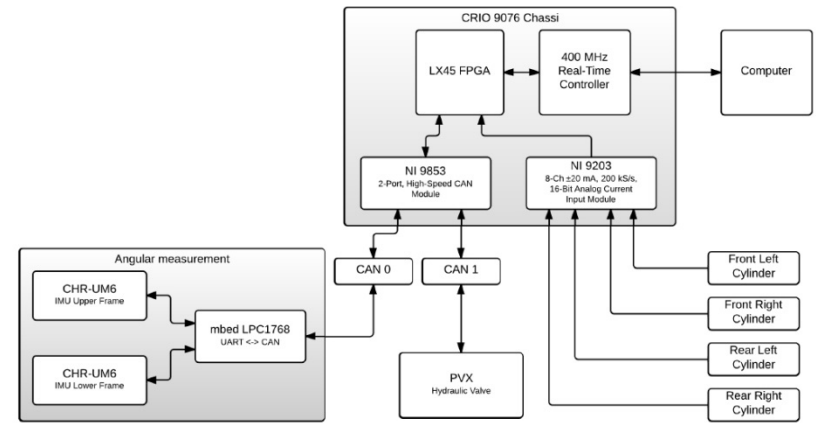 CRIO 9076 Chassi
LX45 FPGA
400 MHz
Real-Time
Controller
Computer
NI 9853
2-Port, High-Speed CAN
Module
NI 9203
8-Ch ±20 mA, 200 kS/s,
16-Bit Analog Current
Input Module
Angular measurement
CHR-UM6
IMU Upper Frame
mbed LPC1768
UART <-> CAN
CHR-UM6
IMU Lower Frame
CAN 0
CAN 1
PVX
Hydraulic Valve
Front Left
Cylinder
Front Right
Cylinder
Rear Left
Cylinder
Rear Right
Cylinder